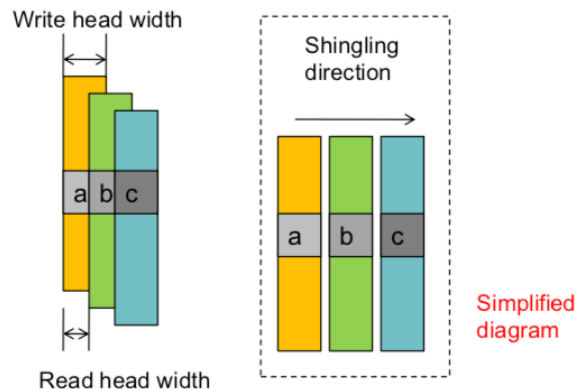 Write head width
Shingling
direction
a b c
a b c
Simplified
diagram
Read head width